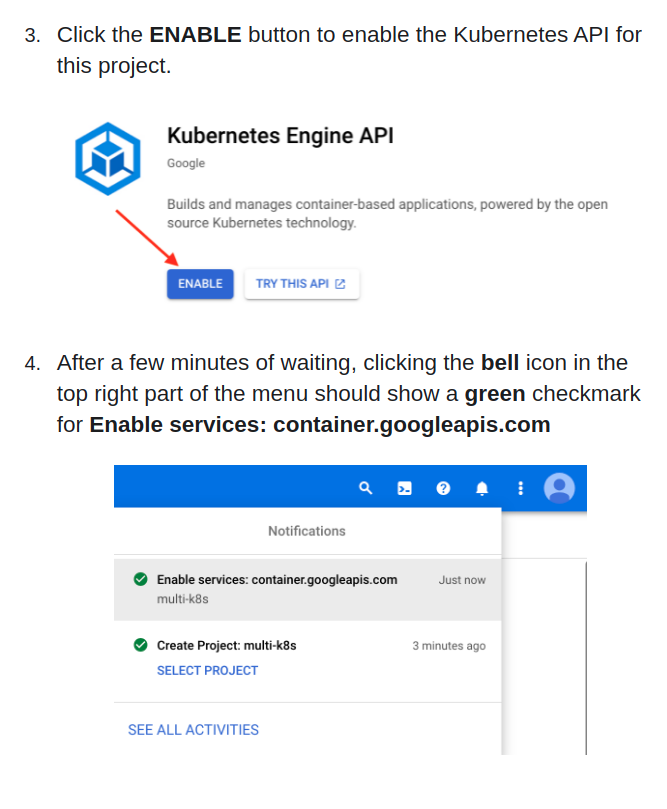 3. Click the ENABLE button to enable the Kubernetes API for
this project.
Kubernetes Engine API
Google
Builds and manages container-based applications, powered by the open
source Kubernetes technology.
ENABLE TRY THIS API
4. After a few minutes of waiting, clicking the bell icon in the
top right part of the menu should show a green checkmark
for Enable services: container.googleapis.com
Notifications
Enable services: container.googleapis.com Just now
multi-k8s
Create Project: multi-k8s 3 minutes ago
SELECT PROJECT
SEE ALL ACTIVITIES